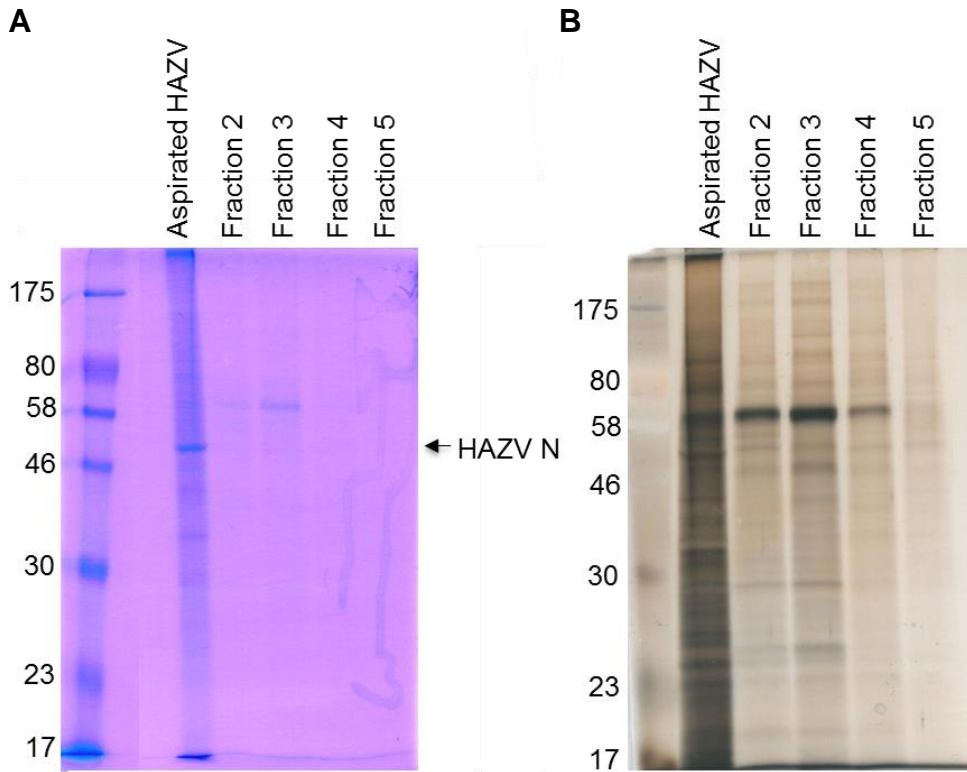 A
Aspirated HAZV
Fraction 2
Fraction 3
Fraction 4
Fraction 5
175
80
58
46
30
23
17
HAZV N
B
Aspirated HAZV
Fraction 2
Fraction 3
Fraction 4
Fraction 5
175
80
58
46
30
23
17